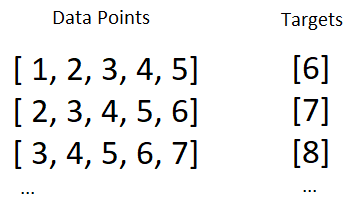 Data Points Targets
[ 1, 2, 3, 4, 5] [6]
[ 2, 3, 4, 5, 6] [7]
[ 3, 4, 5, 6, 7] [8]
... ...